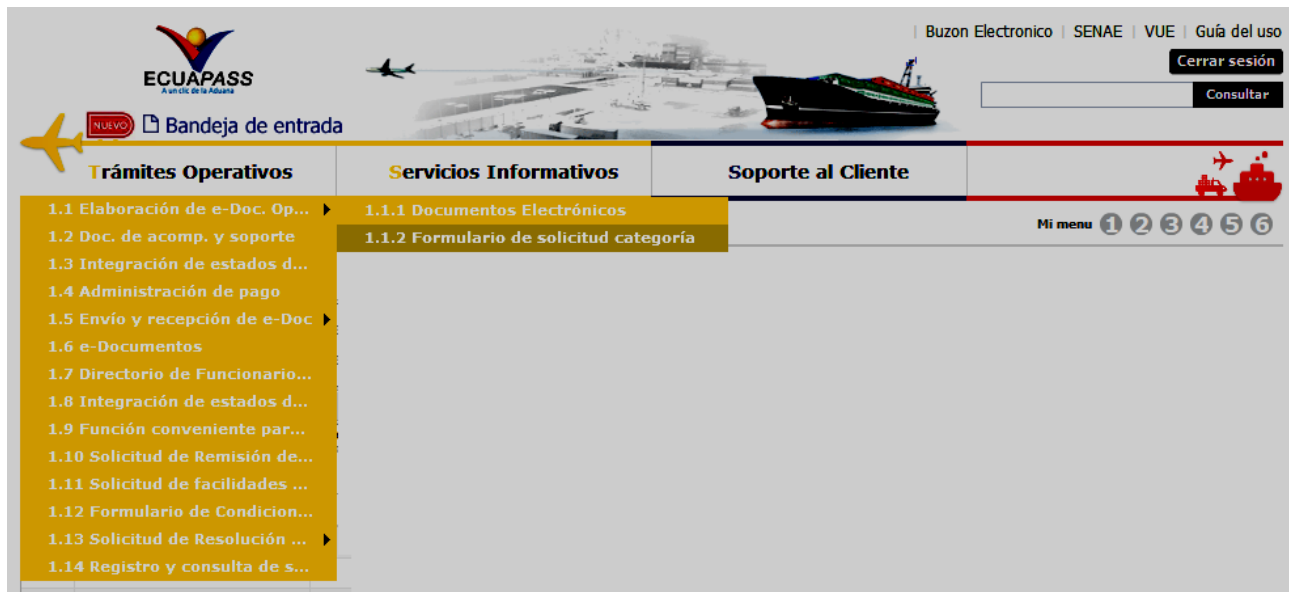 Buzon Electronico | SENAE | VUE | Guía del uso
Cerrar sesión
Consultar
ECUAPASS
A un clic de la Aduana
NUEVO Bandeja de entrada
Trámites Operativos
Servicios Informativos
Soporte al Cliente
Mi menu 1 2 3 4 5 6
1.1 Elaboración de e-Doc. Op...
1.1.1 Documentos Electrónicos
1.2 Doc. de acomp. y soporte
1.1.2 Formulario de solicitud categoría
1.3 Integración de estados d...
1.4 Administración de pago
1.5 Envío y recepción de e-Doc
1.6 e-Documentos
1.7 Directorio de Funcionario...
1.8 Integración de estados d...
1.9 Función conveniente par...
1.10 Solicitud de Remisión de...
1.11 Solicitud de facilidades ...
1.12 Formulario de Condicion...
1.13 Solicitud de Resolución ...
1.14 Registro y consulta de s...